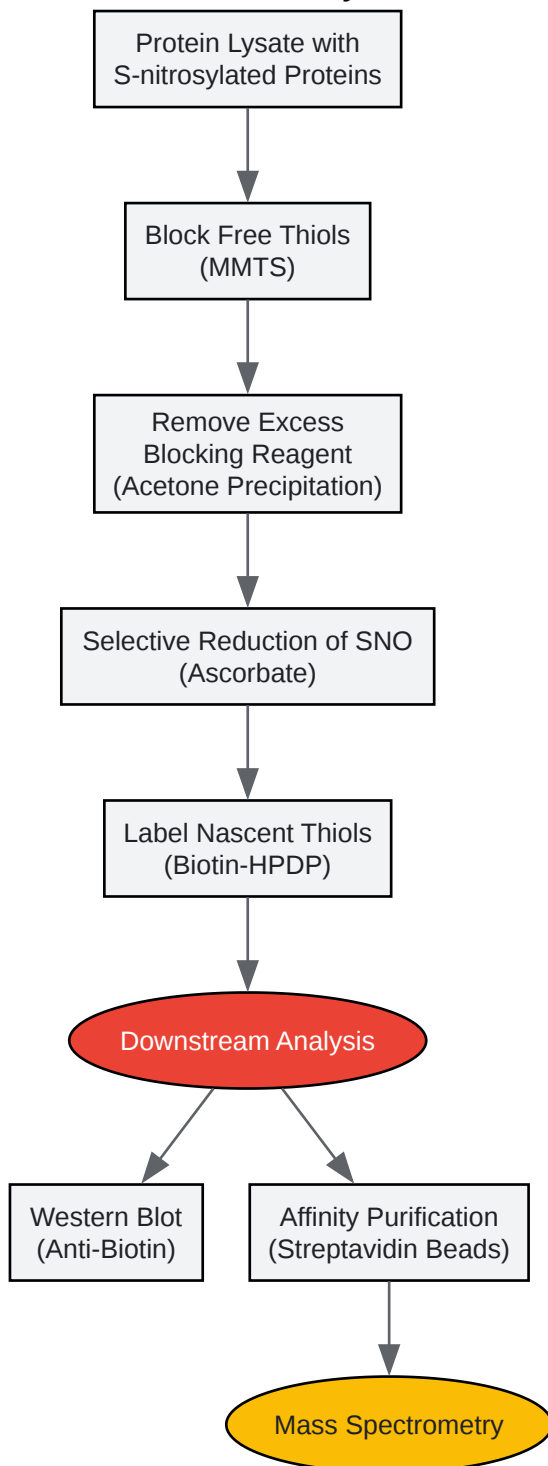 Protein Lysate with
S-nitrosylated Proteins
Block Free Thiols
(MMTS)
Remove Excess
Blocking Reagent
(Acetone Precipitation)
Selective Reduction of SNO
(Ascorbate)
Label Nascent Thiols
(Biotin-HPDP)
Downstream Analysis
Western Blot
(Anti-Biotin)
Affinity Purification
(Streptavidin Beads)
Mass Spectrometry